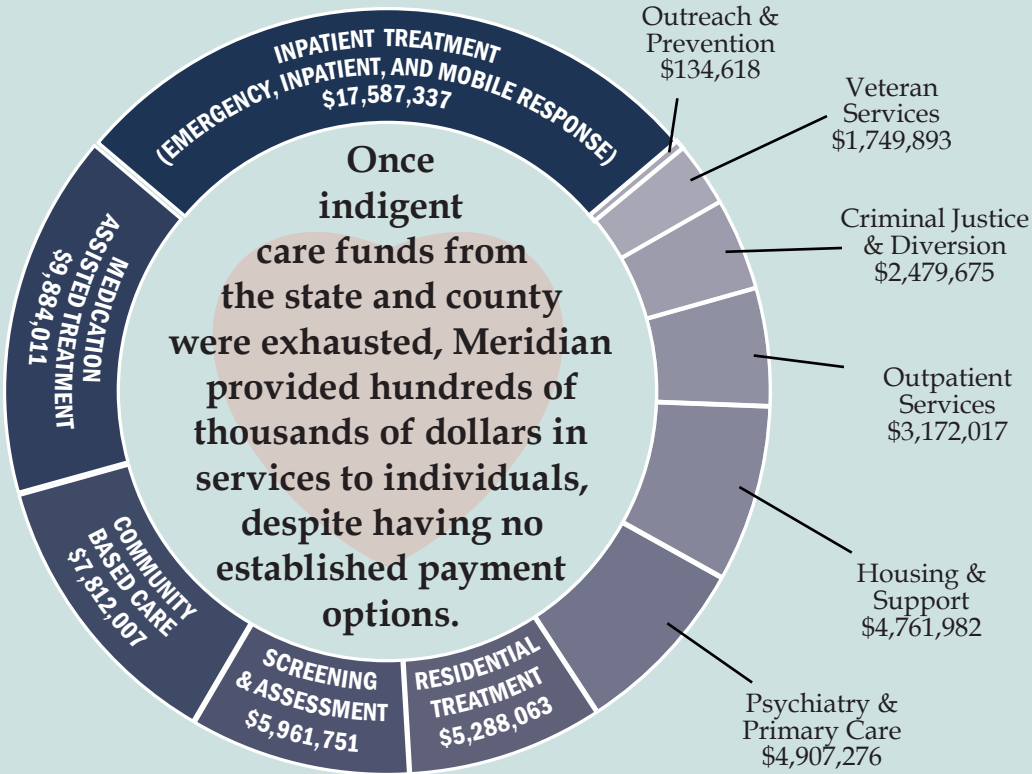 INPATIENT TREATMENT
(EMERGENCY, INPATIENT, AND MOBILE RESPONSE)
$17,587,337
Outreach &
Prevention
$134,618
Veteran
Services
$1,749,893
Criminal Justice
& Diversion
$2,479,675
Outpatient
Services
$3,172,017
Housing &
Support
$4,761,982
Psychiatry &
Primary Care
$4,907,276
RESIDENTIAL
TREATMENT
$5,288,063
SCREENING
& ASSESSMENT
$5,961,751
COMMUNITY
BASED CARE
$7,812,007
MEDICATION
ASSISTED TREATMENT
$9,884,011
Once
indigent
care funds from
the state and county
were exhausted, Meridian
provided hundreds of
thousands of dollars in
services to individuals,
despite having no
established payment
options.